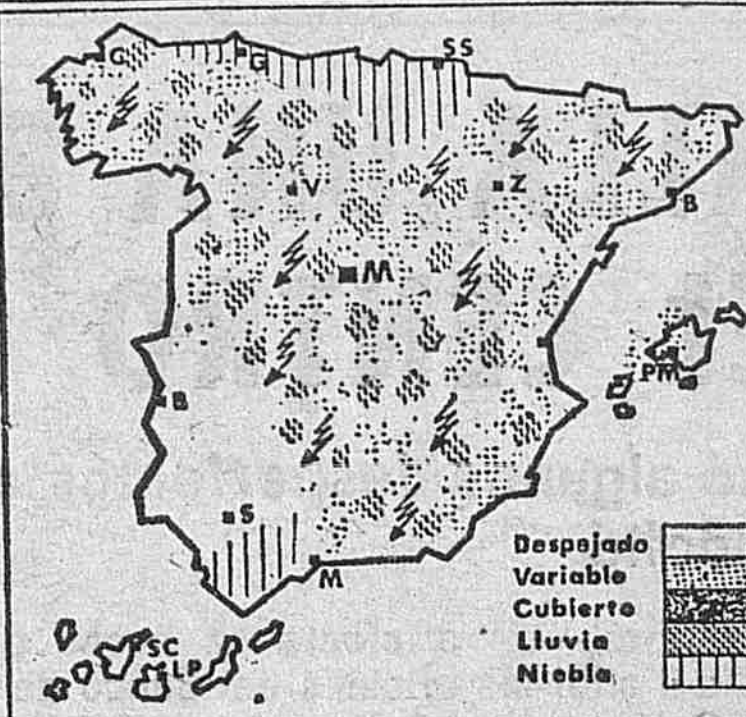 C
G
SS
V
Z
B
M
B
PM
S
M
SC
LP
Despejado
Variable
Cubierto
Lluvia
Niebla